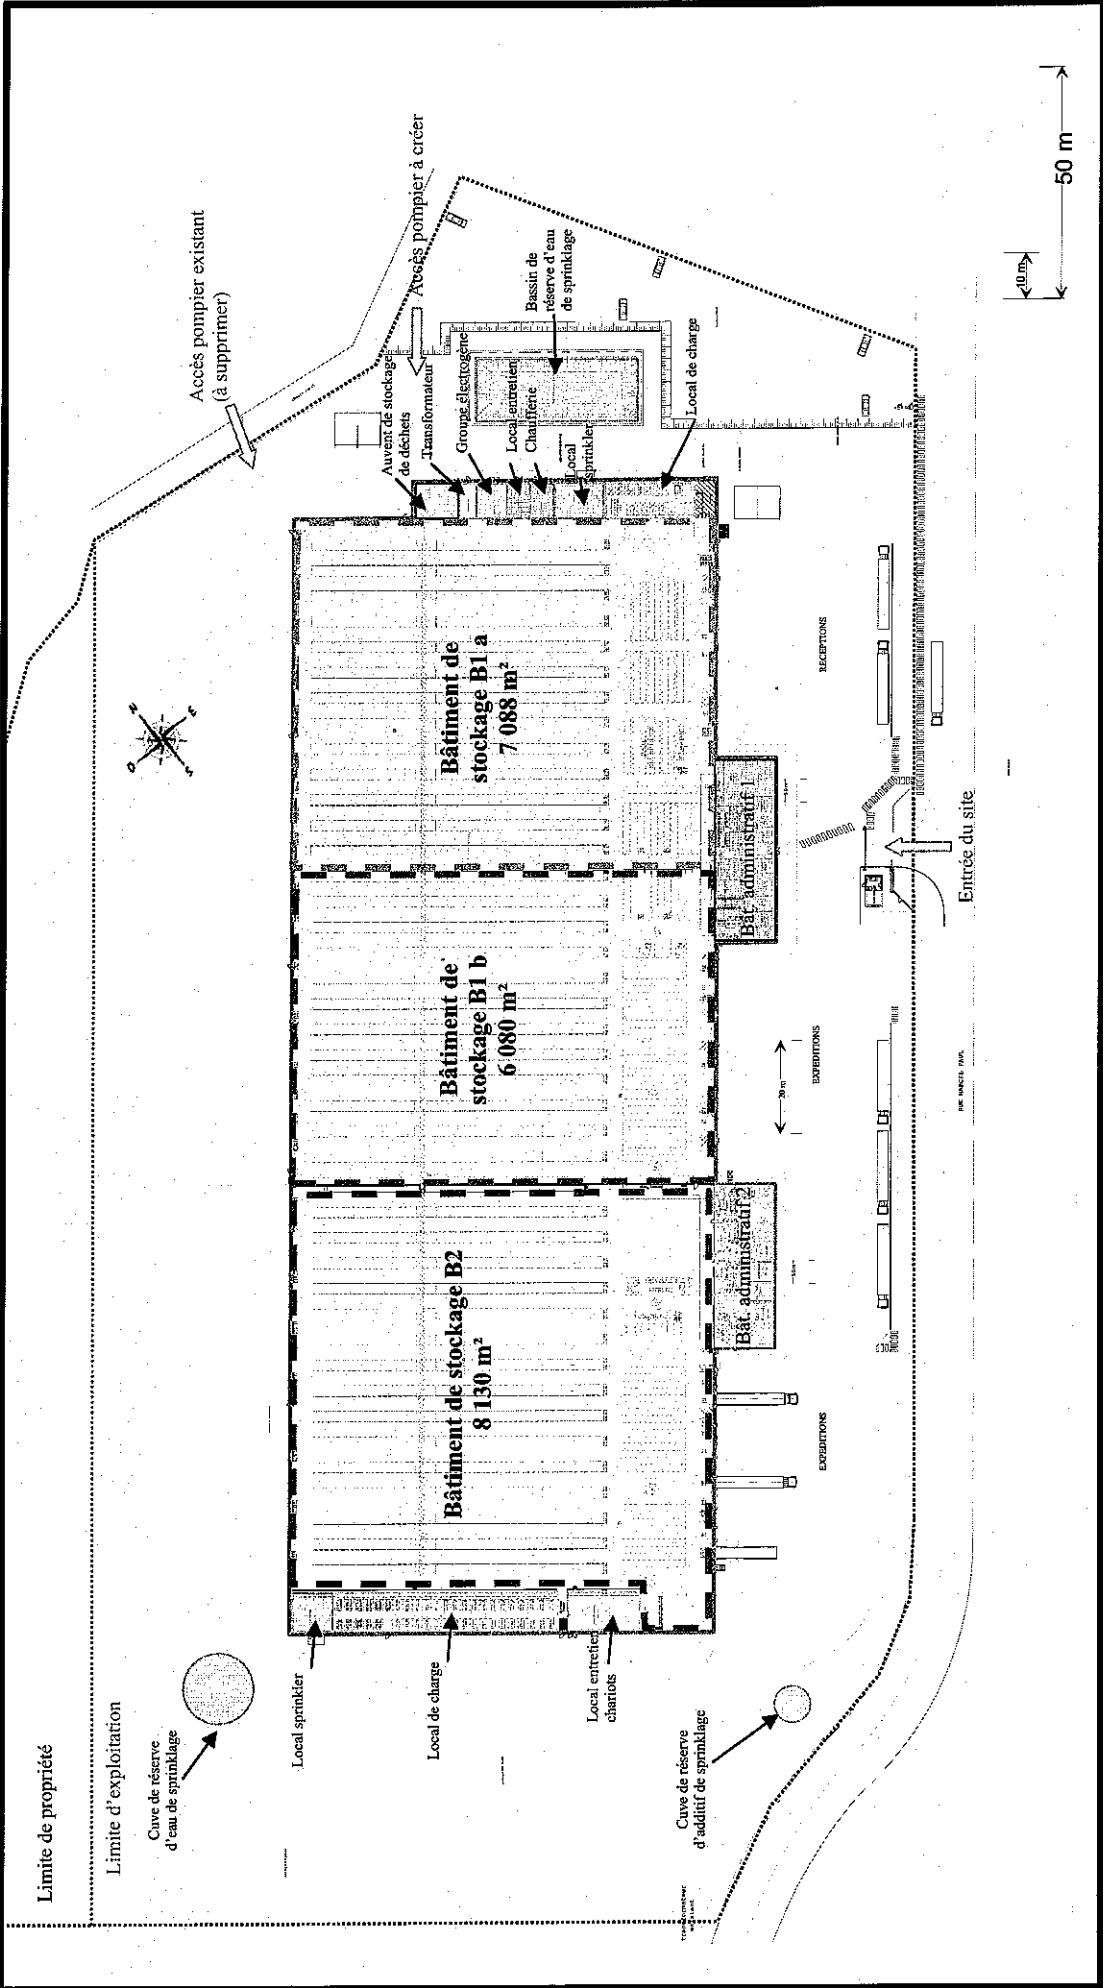 Limite de propriété
Limite d'exploitation
Cuve de réserve
d'eau de sprinklage
Local sprinkler
Local de charge
Local entretien
chariots
Cuve de réserve
d'additif de sprinklage
Bâtiment de stockage B2
8 130 m²
Bâtiment de
stockage B1 b
6 080 m²
Bâtiment de
stockage B1 a
7 088 m²
N
E
S
O
Accès pompier existant
(à supprimer)
Accès pompier à créer
Auvent de stockage
de déchets
Transformateur
Groupe électrogène
Local entretien
Chaufferie
Local
sprinkler
Bassin de
réserve d'eau
de sprinklage
Local de charge
Bât. administratif 2
Bât. administratif 1
EXPEDITIONS
EXPEDITIONS
20 m
RECEPTIONS
Entrée du site
RUE MARCEL PAUL
10 m
50 m